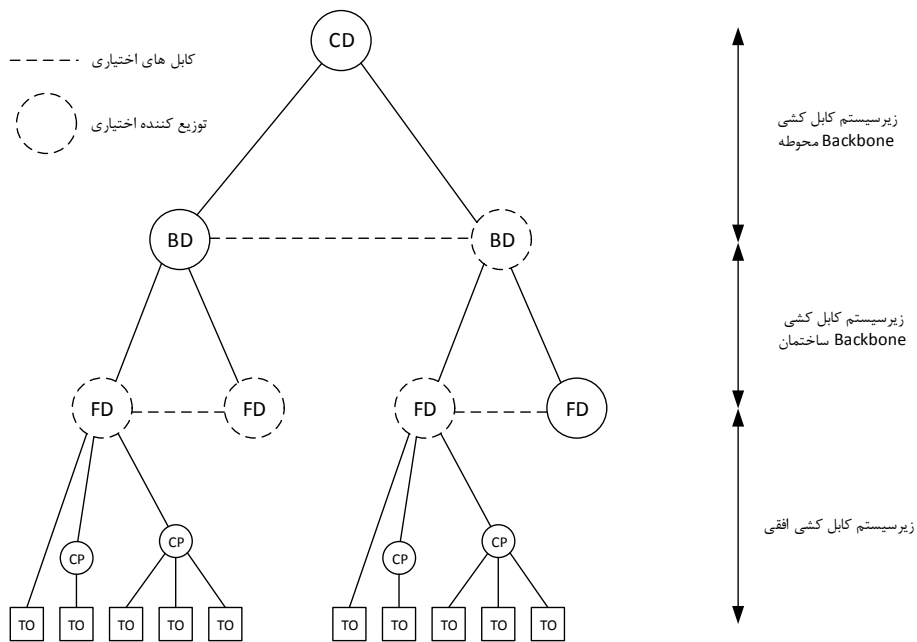 CD
کابل های اختیاری
توزیع کننده اختیاری
زیرسیستم کابل کشی
Backbone محوطه
BD
BD
زیرسیستم کابل کشی
Backbone ساختمان
FD
FD
FD
FD
زیرسیستم کابل کشی افقی
CP
CP
CP
CP
TO
TO
TO
TO
TO
TO
TO
TO
TO
TO